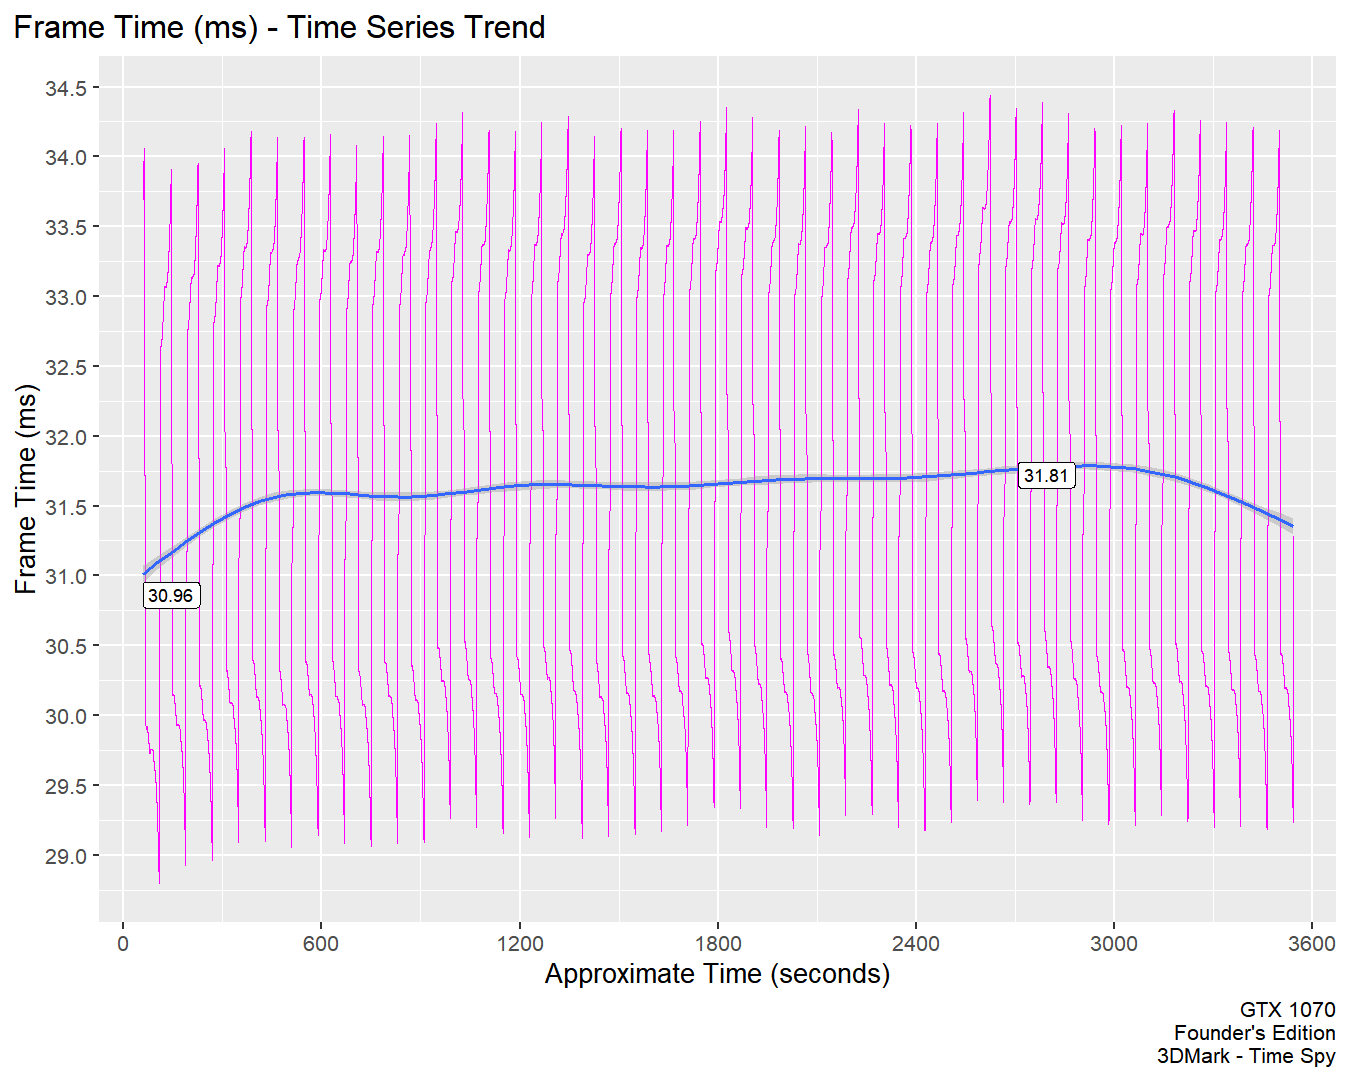 Frame Time (ms) - Time Series Trend
34.5
34.0
33.5
33.0
32.5
32.0
31.5
31.0
30.5
30.0
29.5
29.0
Frame Time (ms)
31.81
30.96
0 600 1200 1800 2400 3000 3600
Approximate Time (seconds)
GTX 1070
Founder's Edition
3DMark - Time Spy